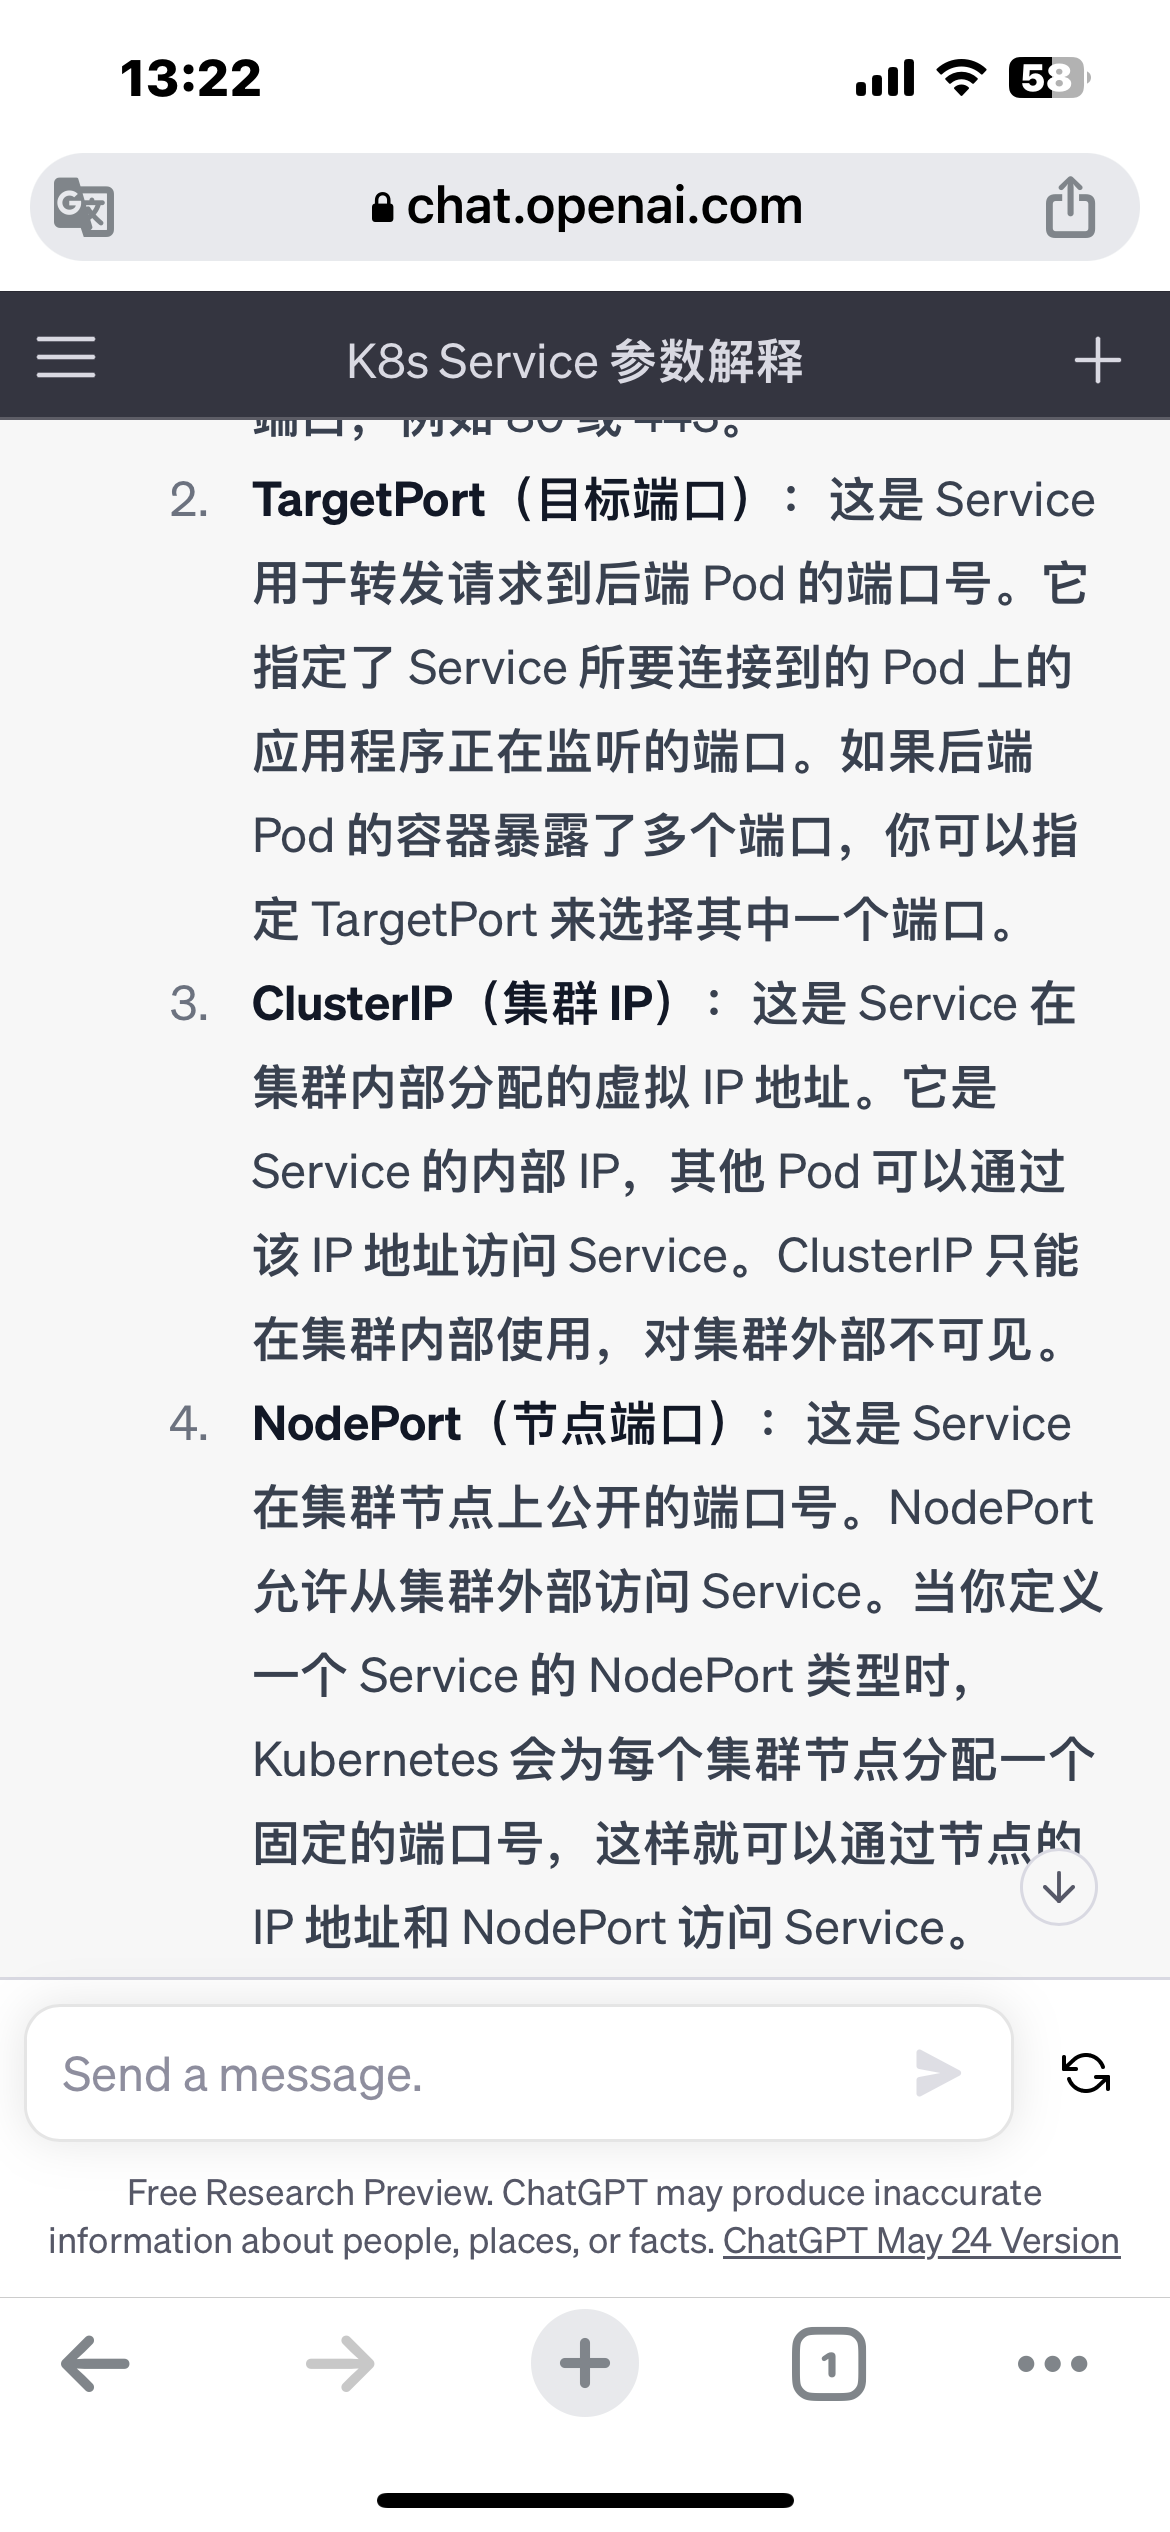 13:22
58
chat.openai.com
K8s Service 参数解释
端口，例如 80 或 443。
2. TargetPort（目标端口）： 这是 Service
用于转发请求到后端 Pod 的端口号。它
指定了 Service 所要连接到的 Pod 上的
应用程序正在监听的端口。如果后端
Pod 的容器暴露了多个端口，你可以指
定 TargetPort 来选择其中一个端口。
3. ClusterIP（集群 IP）： 这是 Service 在
集群内部分配的虚拟 IP 地址。它是
Service 的内部 IP，其他 Pod 可以通过
该 IP 地址访问 Service。ClusterIP 只能
在集群内部使用，对集群外部不可见。
4. NodePort（节点端口）： 这是 Service
在集群节点上公开的端口号。NodePort
允许从集群外部访问 Service。当你定义
一个 Service 的 NodePort 类型时，
Kubernetes 会为每个集群节点分配一个
固定的端口号，这样就可以通过节点的
IP 地址和 NodePort 访问 Service。
Send a message.
Free Research Preview. ChatGPT may produce inaccurate
information about people, places, or facts. ChatGPT May 24 Version
1